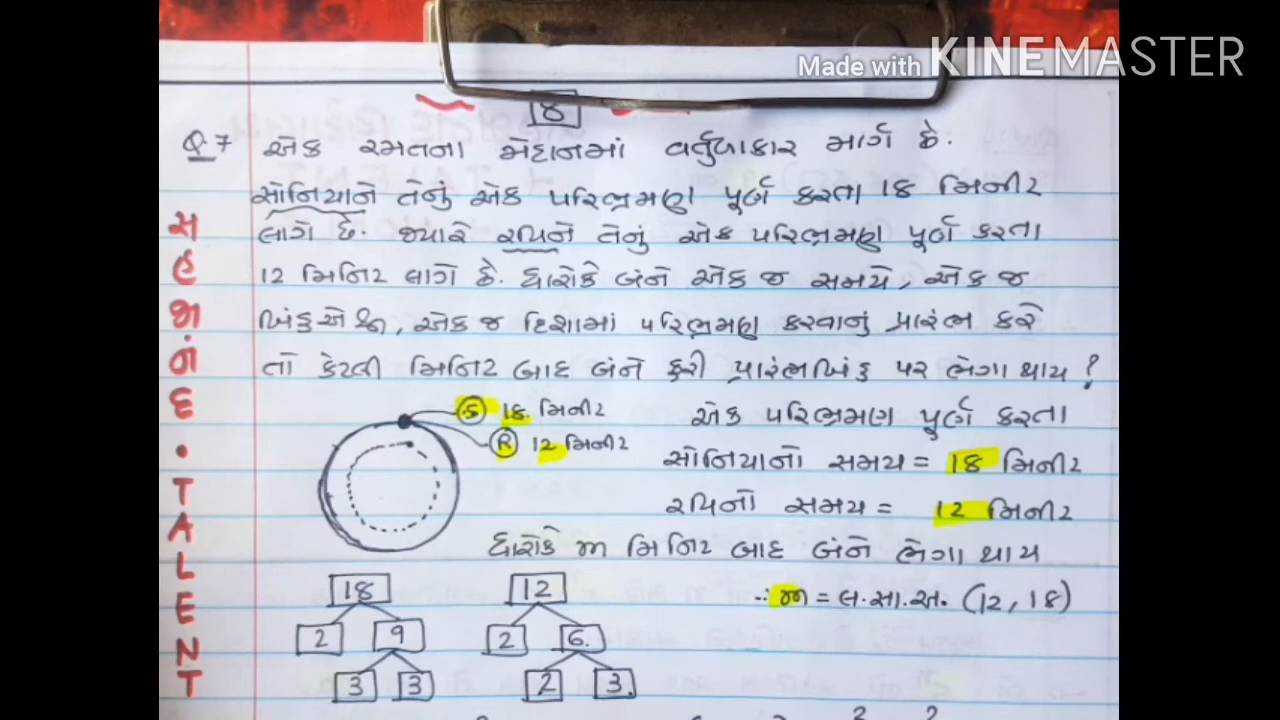 Made with KINEMASTER
8
Q.7 એક રમતના મેદાનમાં વર્તુળાકાર માર્ગ છે.
સોનિયાને તેનું એક પરિભ્રમણ પૂર્ણ કરતા 18 મિનીટ
લાગે છે. જ્યારે રવિને તેનું એક પરિભ્રમણ પૂર્ણ કરતા
12 મિનિટ લાગે છે. ધારોકે બંને એક જ સમયે, એક જ
બિંદુએથી, એક જ દિશામાં પરિભ્રમણ કરવાનું પ્રારંભ કરે
તો કેટલી મિનિટ બાદ બંને ફરી પ્રારંભબિંદુ પર ભેગા થાય?
S 18 મિનીટ
R 12 મિનીટ
એક પરિભ્રમણ પૂર્ણ કરતા
સોનિયાનો સમય = 18 મિનીટ
રવિનો સમય = 12 મિનીટ
ધારોકે m મિનિટ બાદ બંને ભેગા થાય
∴ m = લ.સા.અ. (12, 18)
18
2 9
3 3
12
2 6
2 3
સહજાનંદ • TALENT